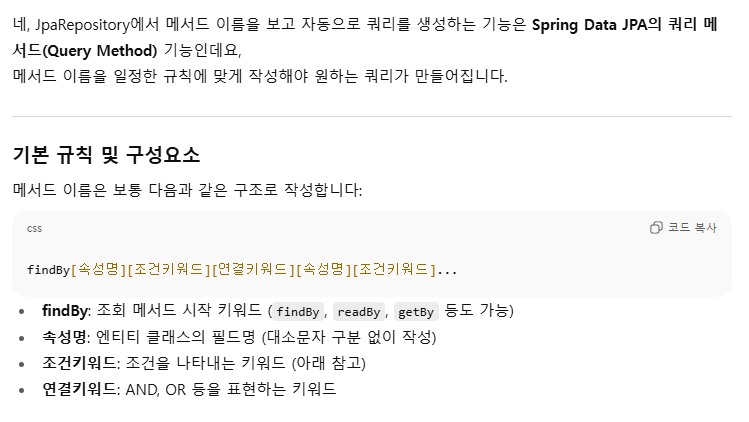 네, JpaRepository에서 메서드 이름을 보고 자동으로 쿼리를 생성하는 기능은 Spring Data JPA의 쿼리 메
서드(Query Method) 기능인데요,
메서드 이름을 일정한 규칙에 맞게 작성해야 원하는 쿼리가 만들어집니다.
기본 규칙 및 구성요소
메서드 이름은 보통 다음과 같은 구조로 작성합니다:
css 코드 복사
findBy[속성명][조건키워드][연결키워드][속성명][조건키워드]...
• findBy: 조회 메서드 시작 키워드 (findBy, readBy, getBy 등도 가능)
• 속성명: 엔티티 클래스의 필드명 (대소문자 구분 없이 작성)
• 조건키워드: 조건을 나타내는 키워드 (아래 참고)
• 연결키워드: AND, OR 등을 표현하는 키워드